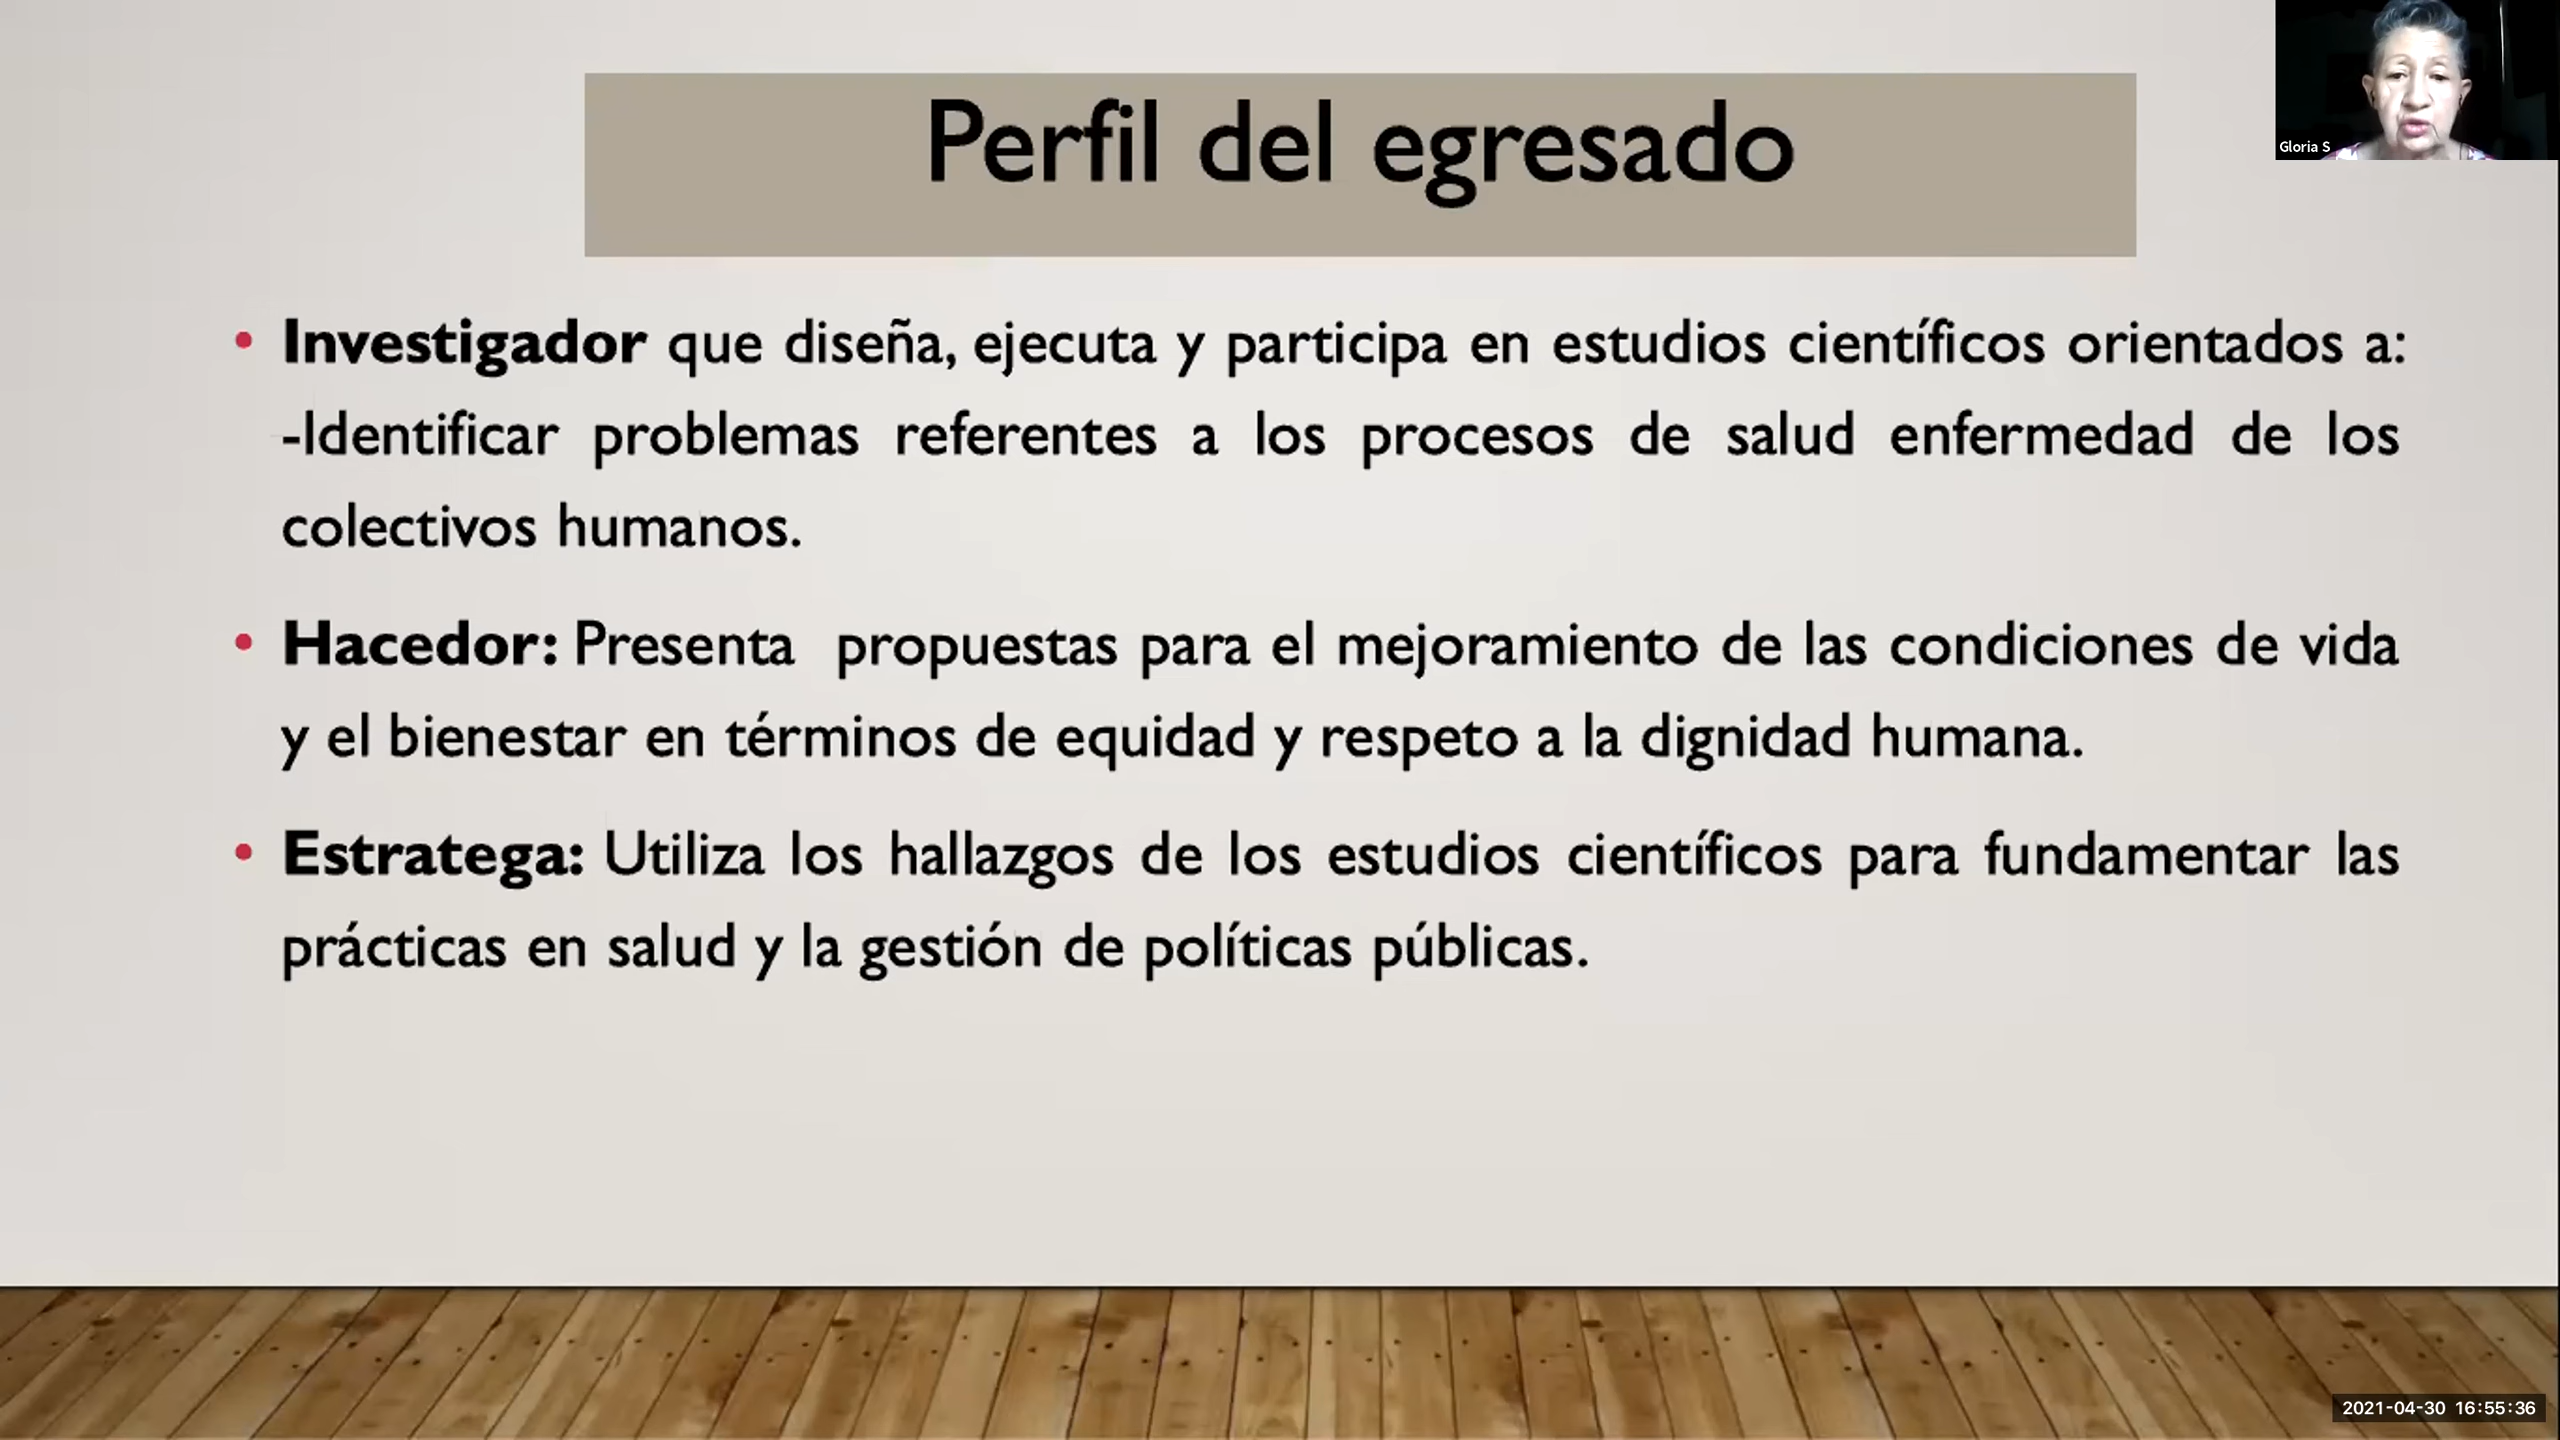 Perfil del egresado
Gloria S
• Investigador que diseña, ejecuta y participa en estudios científicos orientados a:
-Identificar problemas referentes a los procesos de salud enfermedad de los
colectivos humanos.
• Hacedor: Presenta propuestas para el mejoramiento de las condiciones de vida
y el bienestar en términos de equidad y respeto a la dignidad humana.
• Estratega: Utiliza los hallazgos de los estudios científicos para fundamentar las
prácticas en salud y la gestión de políticas públicas.
2021-04-30 16:55:36